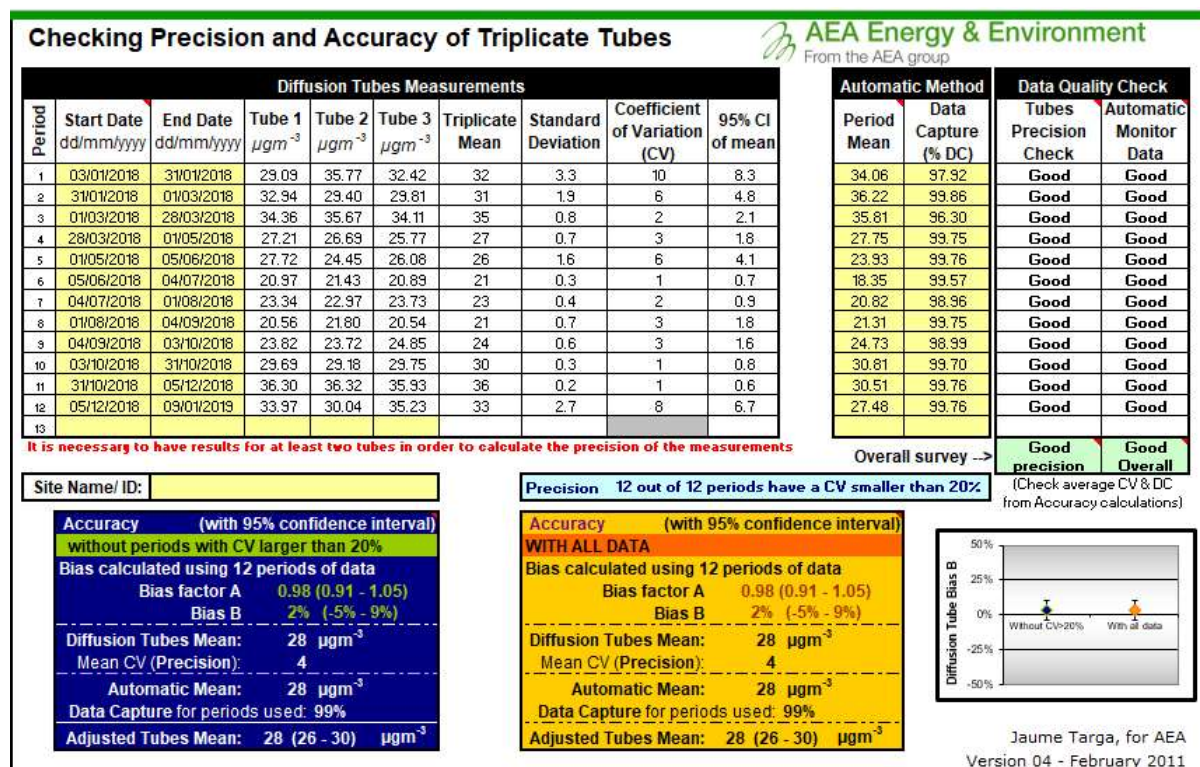 Checking Precision and Accuracy of Triplicate Tubes
AEA Energy & Environment
From the AEA group
Diffusion Tubes Measurements
Period Start Date dd/mm/yyyy End Date dd/mm/yyyy Tube 1 µgm-3 Tube 2 µgm-3 Tube 3 µgm-3 Triplicate Mean Standard Deviation Coefficient of Variation (CV) 95% CI of mean
Automatic Method Data Quality Check
Period Mean Data Capture (% DC) Tubes Precision Check Automatic Monitor Data
1 03/01/2018 31/01/2018 29.09 35.77 32.42 32 3.3 10 8.3 34.06 97.92 Good Good
2 31/01/2018 01/03/2018 32.94 29.40 29.81 31 1.9 6 4.8 36.22 99.86 Good Good
3 01/03/2018 28/03/2018 34.36 35.67 34.11 35 0.8 2 2.1 35.81 96.30 Good Good
4 28/03/2018 01/05/2018 27.21 26.69 25.77 27 0.7 3 1.8 27.75 99.75 Good Good
5 01/05/2018 05/06/2018 27.72 24.45 26.08 26 1.6 6 4.1 23.93 99.76 Good Good
6 05/06/2018 04/07/2018 20.97 21.43 20.89 21 0.3 1 0.7 18.35 99.57 Good Good
7 04/07/2018 01/08/2018 23.34 22.97 23.73 23 0.4 2 0.9 20.82 98.96 Good Good
8 01/08/2018 04/09/2018 20.56 21.80 20.54 21 0.7 3 1.8 21.31 99.75 Good Good
9 04/09/2018 03/10/2018 23.82 23.72 24.85 24 0.6 3 1.6 24.73 98.99 Good Good
10 03/10/2018 31/10/2018 29.69 29.18 29.75 30 0.3 1 0.8 30.81 99.70 Good Good
11 31/10/2018 05/12/2018 36.30 36.32 35.93 36 0.2 1 0.6 30.51 99.76 Good Good
12 05/12/2018 09/01/2019 33.97 30.04 35.23 33 2.7 8 6.7 27.48 99.76 Good Good
13
It is necessary to have results for at least two tubes in order to calculate the precision of the measurements
Overall survey --> Good precision Good Overall
Site Name/ ID:
Precision 12 out of 12 periods have a CV smaller than 20%
(Check average CV & DC from Accuracy calculations)
Accuracy (with 95% confidence interval)
without periods with CV larger than 20%
Bias calculated using 12 periods of data
Bias factor A 0.98 (0.91 - 1.05)
Bias B 2% (-5% - 9%)
Diffusion Tubes Mean: 28 µgm-3
Mean CV (Precision): 4
Automatic Mean: 28 µgm-3
Data Capture for periods used: 99%
Adjusted Tubes Mean: 28 (26 - 30) µgm-3
Accuracy (with 95% confidence interval)
WITH ALL DATA
Bias calculated using 12 periods of data
Bias factor A 0.98 (0.91 - 1.05)
Bias B 2% (-5% - 9%)
Diffusion Tubes Mean: 28 µgm-3
Mean CV (Precision): 4
Automatic Mean: 28 µgm-3
Data Capture for periods used: 99%
Adjusted Tubes Mean: 28 (26 - 30) µgm-3
Diffusion Tube Bias B
50%
25%
0%
-25%
-50%
Without CV>20% With all data
Jaume Targa, for AEA
Version 04 - February 2011